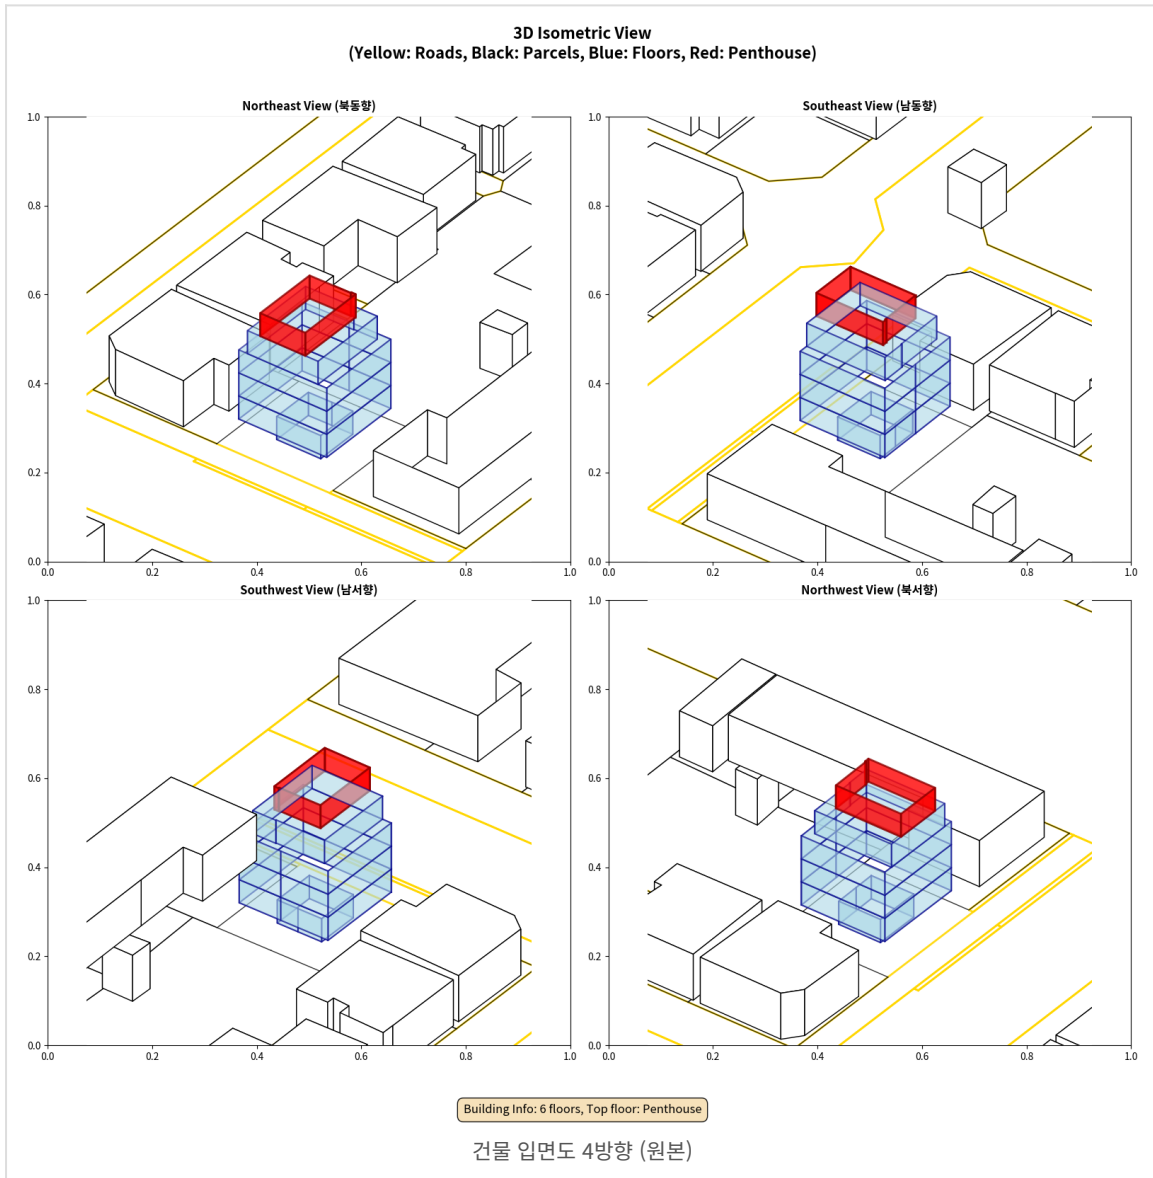 3D Isometric View
(Yellow: Roads, Black: Parcels, Blue: Floors, Red: Penthouse)
Northeast View (북동향)
1.0
0.8
0.6
0.4
0.2
0.0
0.0 0.2 0.4 0.6 0.8 1.0
Southeast View (남동향)
1.0
0.8
0.6
0.4
0.2
0.0
0.0 0.2 0.4 0.6 0.8 1.0
Southwest View (남서향)
1.0
0.8
0.6
0.4
0.2
0.0
0.0 0.2 0.4 0.6 0.8 1.0
Northwest View (북서향)
1.0
0.8
0.6
0.4
0.2
0.0
0.0 0.2 0.4 0.6 0.8 1.0
Building Info: 6 floors, Top floor: Penthouse
건물 입면도 4방향 (원본)